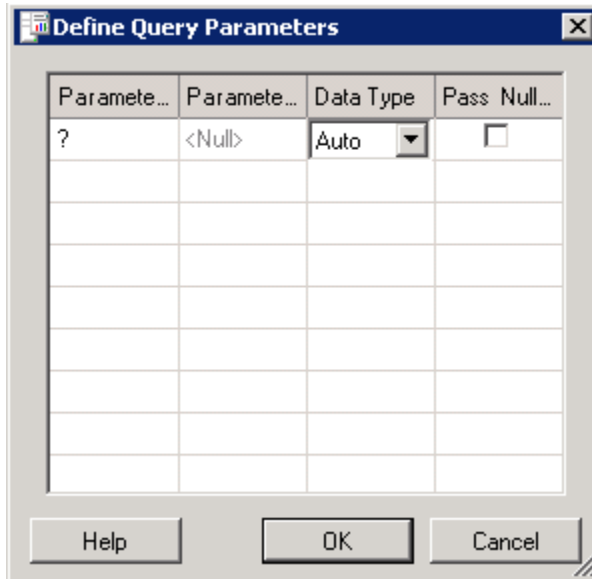 Define Query Parameters
Paramete... Paramete... Data Type Pass Null...
? <Null> Auto
Help OK Cancel